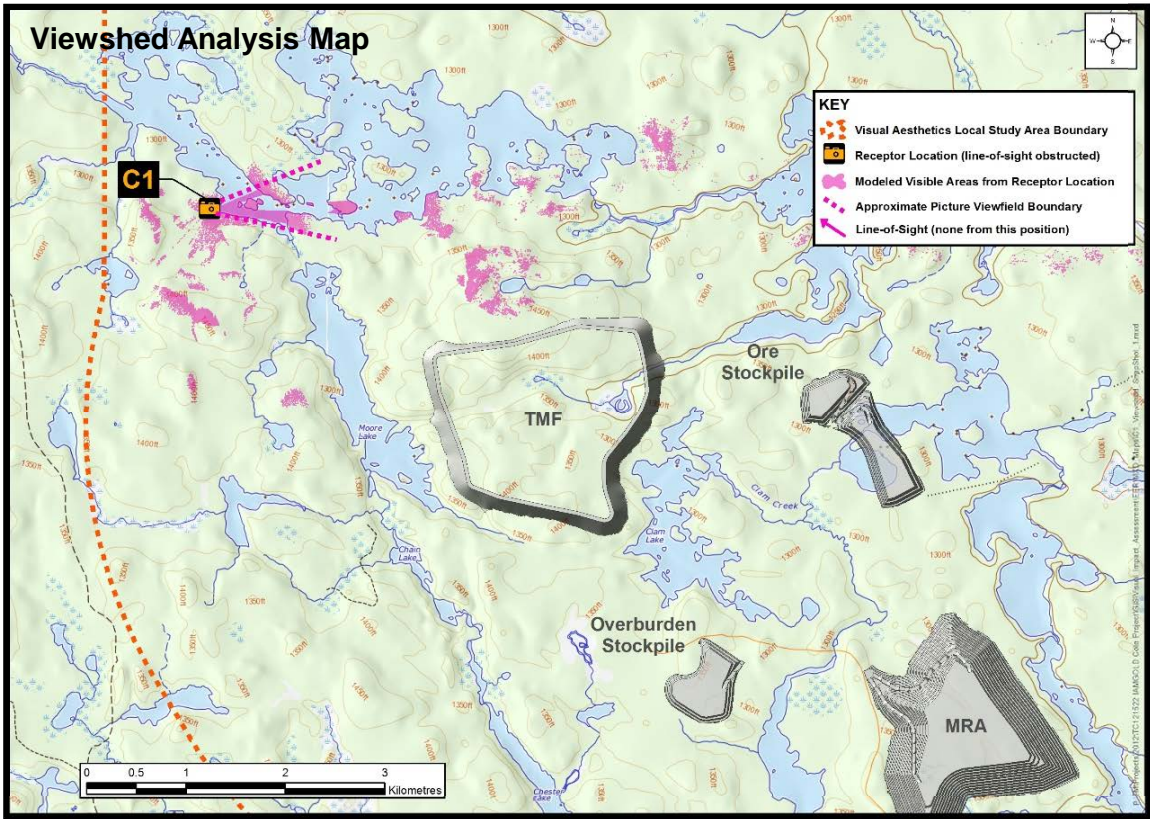 Viewshed Analysis Map
N
W E
S
KEY
Visual Aesthetics Local Study Area Boundary
Receptor Location (line-of-sight obstructed)
Modeled Visible Areas from Receptor Location
Approximate Picture Viewfield Boundary
Line-of-Sight (none from this position)
C1
Ore
Stockpile
TMF
Moore
Lake
Clam Creek
Clam
Lake
Chain
Lake
Overburden
Stockpile
MRA
Chester
Lake
0 0.5 1 2 3
Kilometres
1300ft
1350ft
1400ft
1450ft